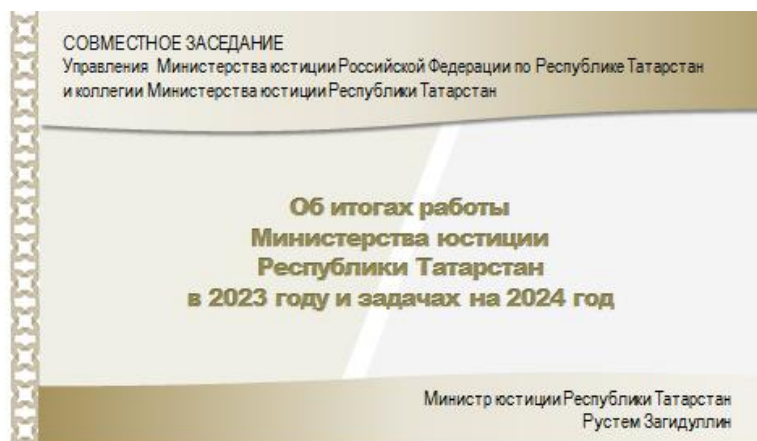 СОВМЕСТНОЕ ЗАСЕДАНИЕ
Управления Министерства юстиции Российской Федерации по Республике Татарстан
и коллегии Министерства юстиции Республики Татарстан
Об итогах работы
Министерства юстиции
Республики Татарстан
в 2023 году и задачах на 2024 год
Министр юстиции Республики Татарстан
Рустем Загидуллин